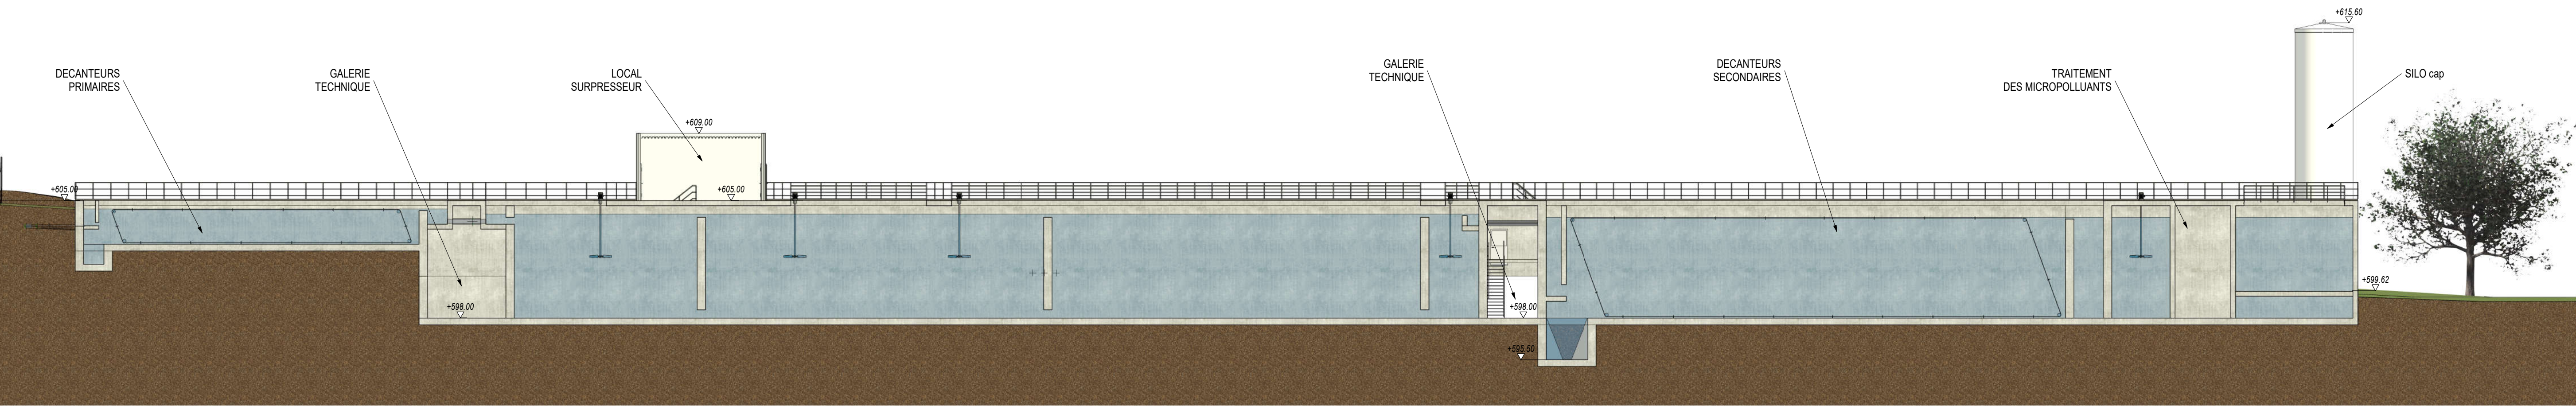 +615.60
DECANTEURS
PRIMAIRES
GALERIE
TECHNIQUE
LOCAL
SURPRESSEUR
GALERIE
TECHNIQUE
DECANTEURS
SECONDAIRES
TRAITEMENT
DES MICROPOLLUANTS
SILO cap
+609.00
+605.00
+605.00
+599.62
+598.00
+598.00
+595.50